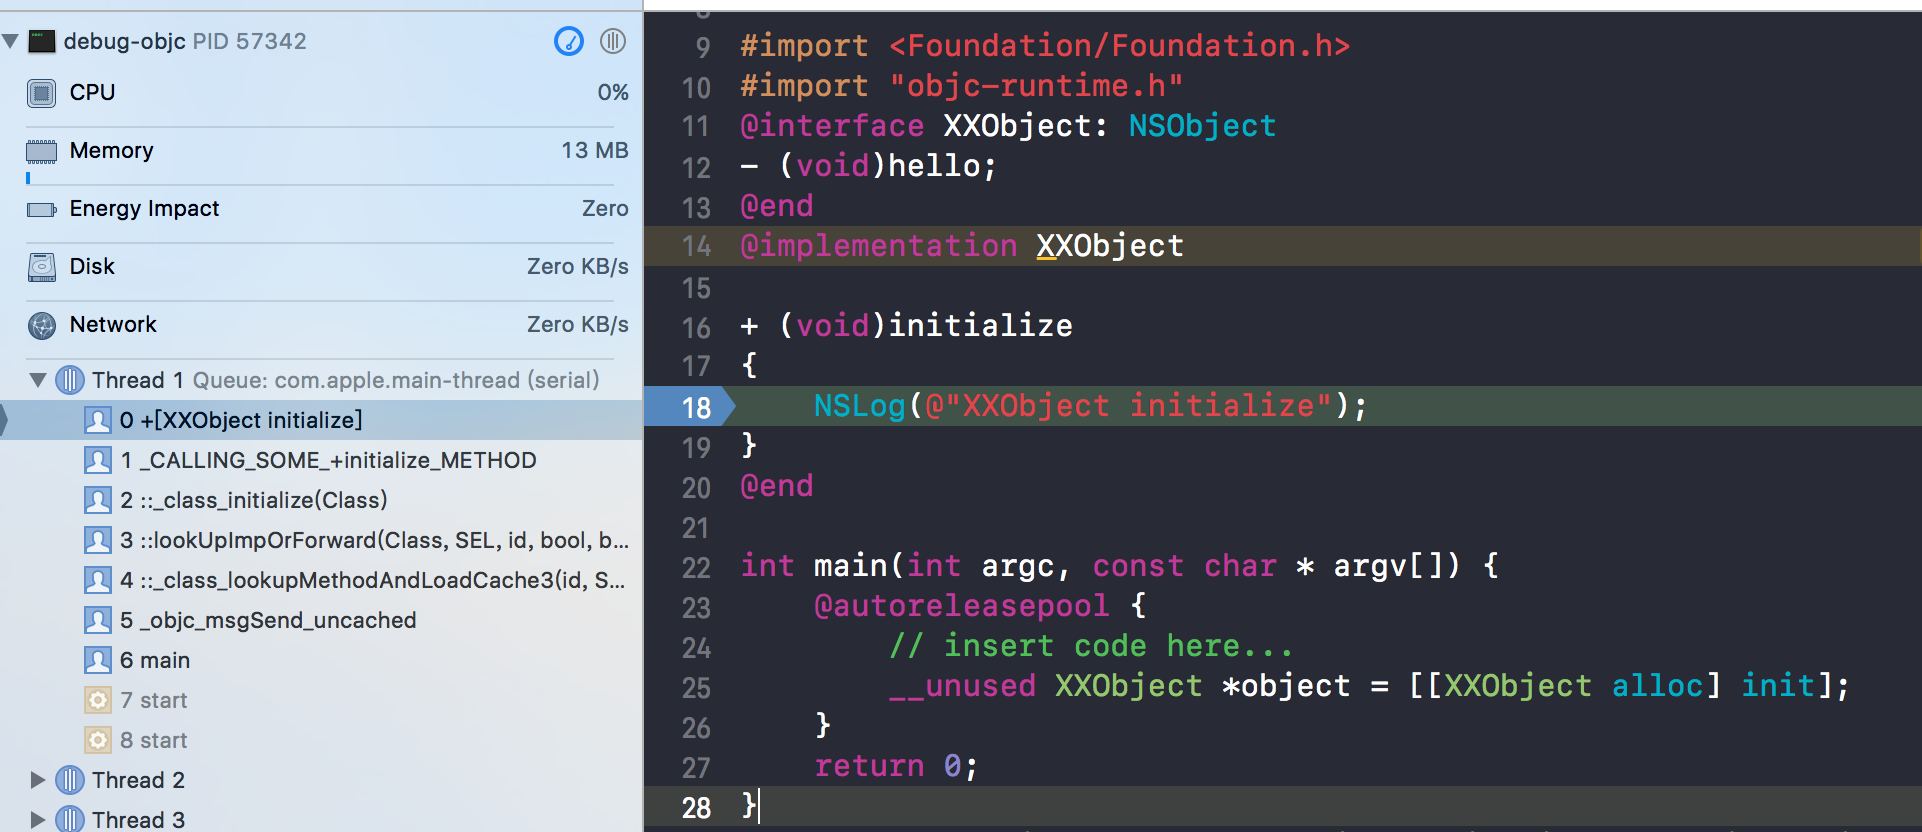 debug-objc PID 57342
CPU 0%
Memory 13 MB
Energy Impact Zero
Disk Zero KB/s
Network Zero KB/s
Thread 1 Queue: com.apple.main-thread (serial)
0 +[XXObject initialize]
1 _CALLING_SOME_+initialize_METHOD
2 ::_class_initialize(Class)
3 ::lookUpImpOrForward(Class, SEL, id, bool, b...
4 ::_class_lookupMethodAndLoadCache3(id, S...
5 _objc_msgSend_uncached
6 main
7 start
8 start
Thread 2
Thread 3
9 #import <Foundation/Foundation.h>
10 #import "objc-runtime.h"
11 @interface XXObject: NSObject
12 - (void)hello;
13 @end
14 @implementation XXObject
15
16 + (void)initialize
17 {
18     NSLog(@"XXObject initialize");
19 }
20 @end
21
22 int main(int argc, const char * argv[]) {
23     @autoreleasepool {
24         // insert code here...
25         __unused XXObject *object = [[XXObject alloc] init];
26     }
27     return 0;
28 }